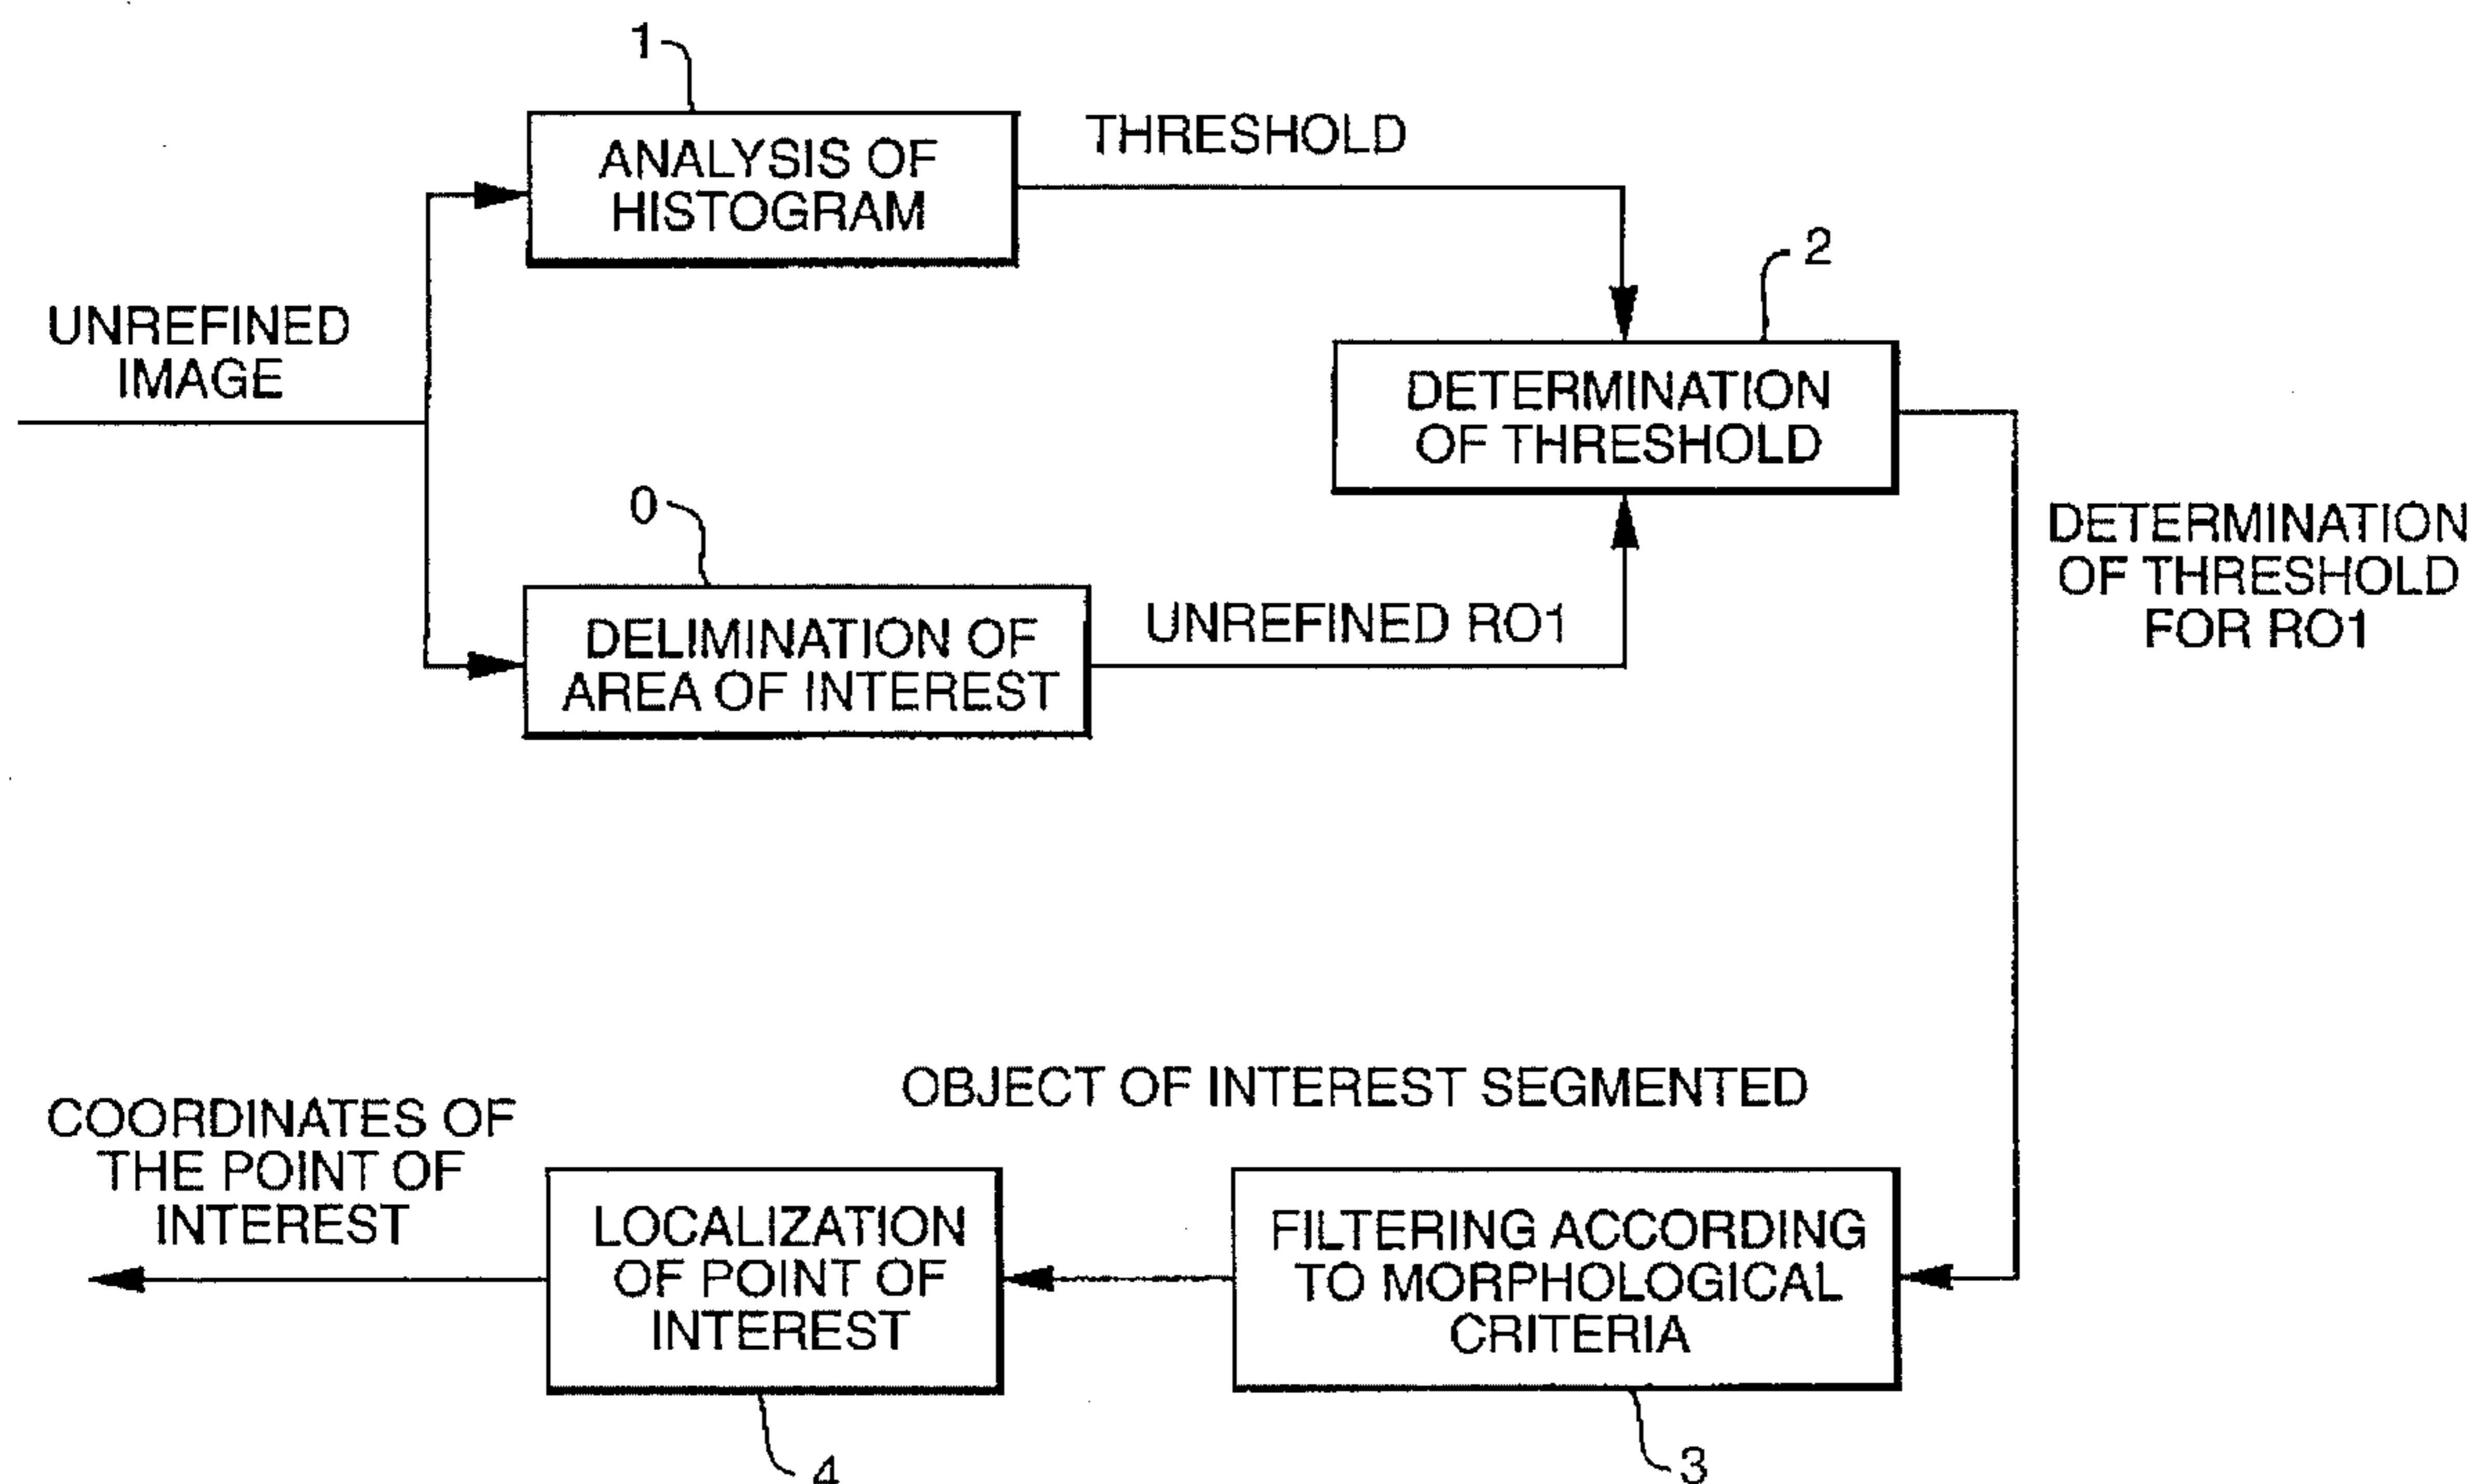 1
ANALYSIS OF
HISTOGRAM
THRESHOLD
2
UNREFINED
IMAGE
DETERMINATION
OF THRESHOLD
0
DELIMINATION OF
AREA OF INTEREST
UNREFINED RO1
DETERMINATION
OF THRESHOLD
FOR RO1
OBJECT OF INTEREST SEGMENTED
COORDINATES OF
THE POINT OF
INTEREST
LOCALIZATION
OF POINT OF
INTEREST
FILTERING ACCORDING
TO MORPHOLOGICAL
CRITERIA
4
3